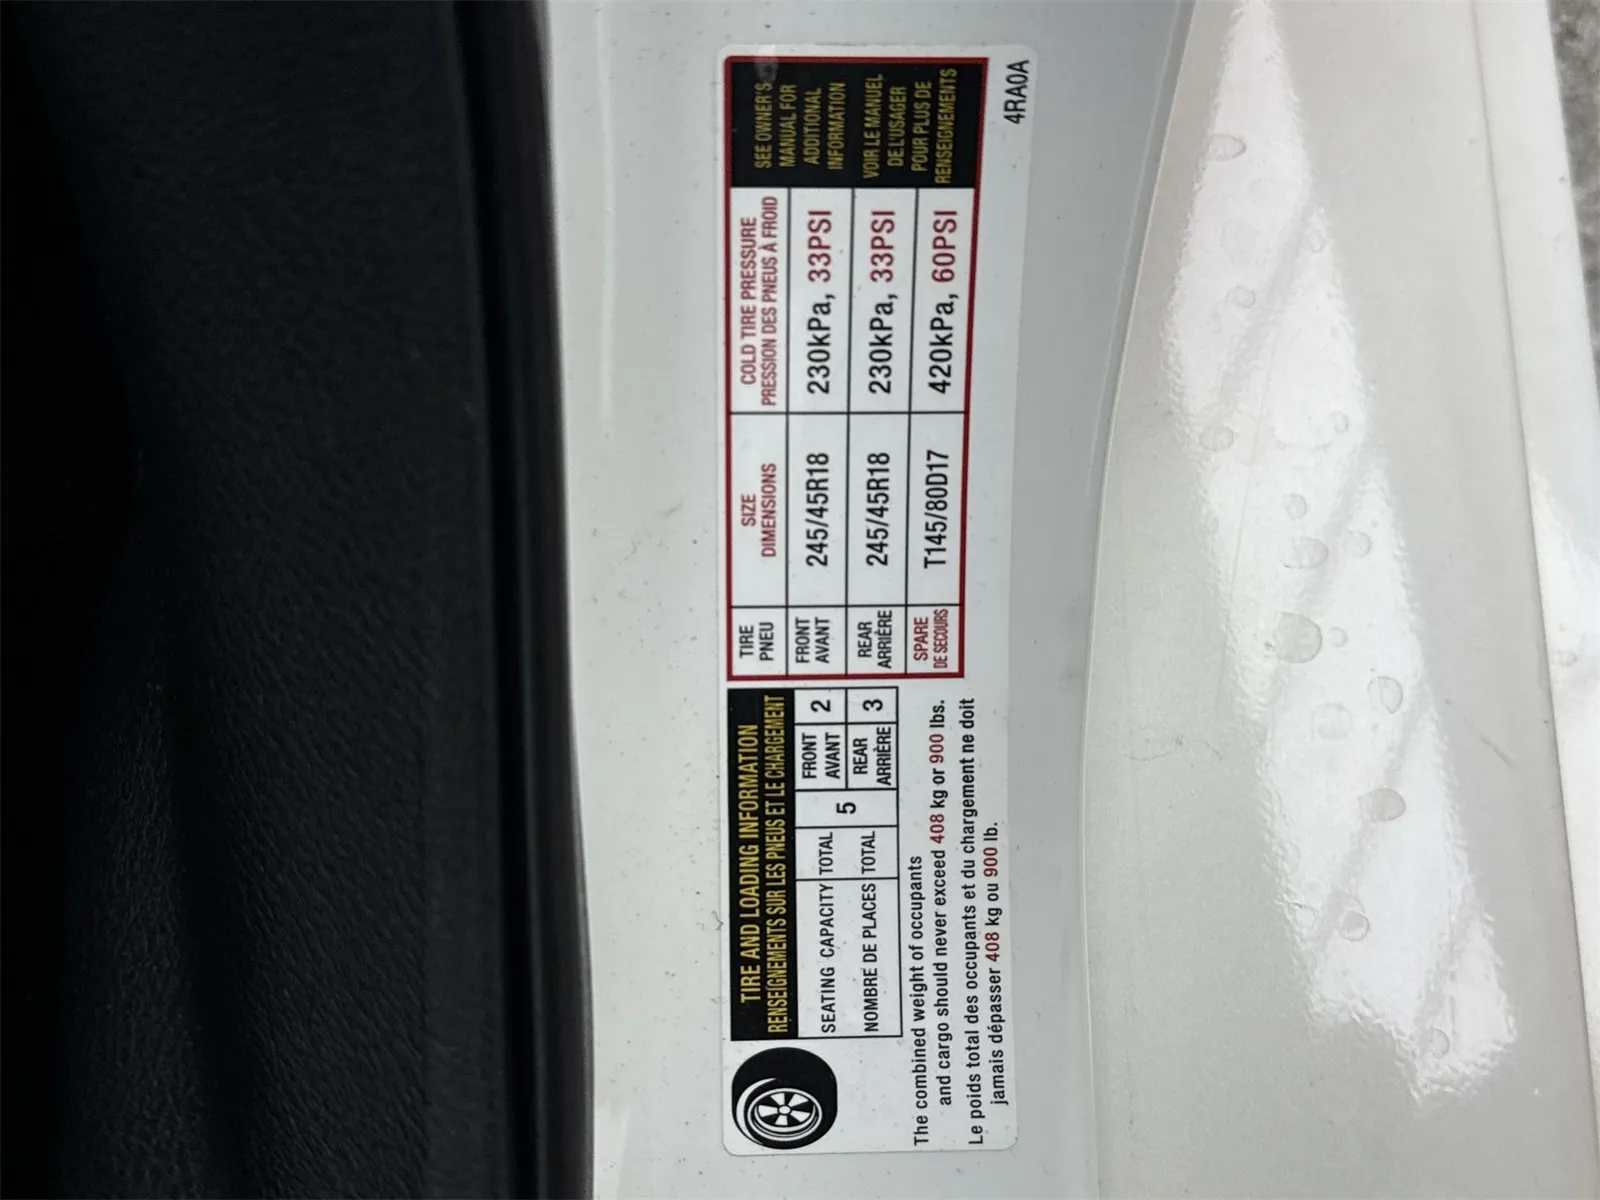 TIRE AND LOADING INFORMATION
RENSEIGNEMENTS SUR LES PNEUS ET LE CHARGEMENT
SEATING CAPACITY
NOMBRE DE PLACES
TOTAL
TOTAL
5
FRONT
AVANT
2
REAR
ARRIÈRE
3
The combined weight of occupants
and cargo should never exceed 408 kg or 900 lbs.
Le poids total des occupants et du chargement ne doit
jamais dépasser 408 kg ou 900 lb.
TIRE
PNEU
SIZE
DIMENSIONS
COLD TIRE PRESSURE
PRESSION DES PNEUS À FROID
FRONT
AVANT
245/45R18
230kPa, 33PSI
REAR
ARRIÈRE
245/45R18
230kPa, 33PSI
SPARE
DE SECOURS
T145/80D17
420kPa, 60PSI
SEE OWNER'S
MANUAL FOR
ADDITIONAL
INFORMATION
VOIR LE MANUEL
DE L'USAGER
POUR PLUS DE
RENSEIGNEMENTS
4RA0A